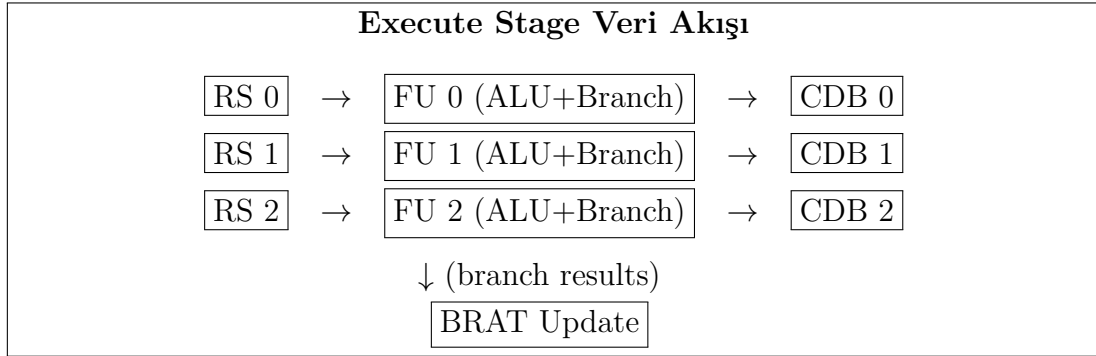 Execute Stage Veri Akışı
RS 0 → FU 0 (ALU+Branch) → CDB 0
RS 1 → FU 1 (ALU+Branch) → CDB 1
RS 2 → FU 2 (ALU+Branch) → CDB 2
↓ (branch results)
BRAT Update